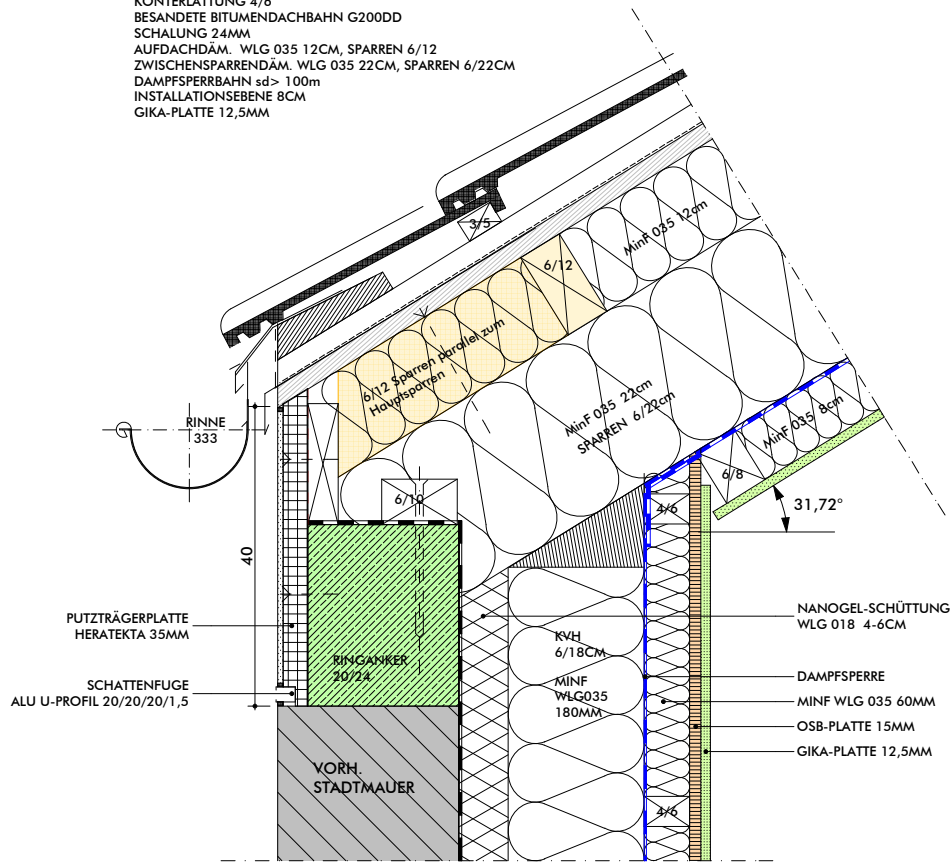 KONTERLATTUNG 4/6
BESANDETE BITUMENDACHBAHN G200DD
SCHALUNG 24MM
AUFDACHDÄM. WLG 035 12CM, SPARREN 6/12
ZWISCHENSPARRENDÄM. WLG 035 22CM, SPARREN 6/22CM
DAMPFSPERRBAHN sd> 100m
INSTALLATIONSEBENE 8CM
GIKA-PLATTE 12,5MM
3/5
MinF 035 12cm
6/12
6/12 Sparren parallel zum
Hauptsparren
MinF 035 22cm
SPARREN 6/22cm
MinF 035 8cm
RINNE
333
6/8
6/10
4/6
31,72°
40
PUTZTRÄGERPLATTE
HERATEKTA 35MM
NANOGEL-SCHÜTTUNG
WLG 018 4-6CM
KVH
6/18CM
RINGANKER
20/24
MINF
WLG035
180MM
DAMPFSPERRE
SCHATTENFUGE
ALU U-PROFIL 20/20/20/1,5
MINF WLG 035 60MM
OSB-PLATTE 15MM
GIKA-PLATTE 12,5MM
VORH.
STADTMAUER
4/6